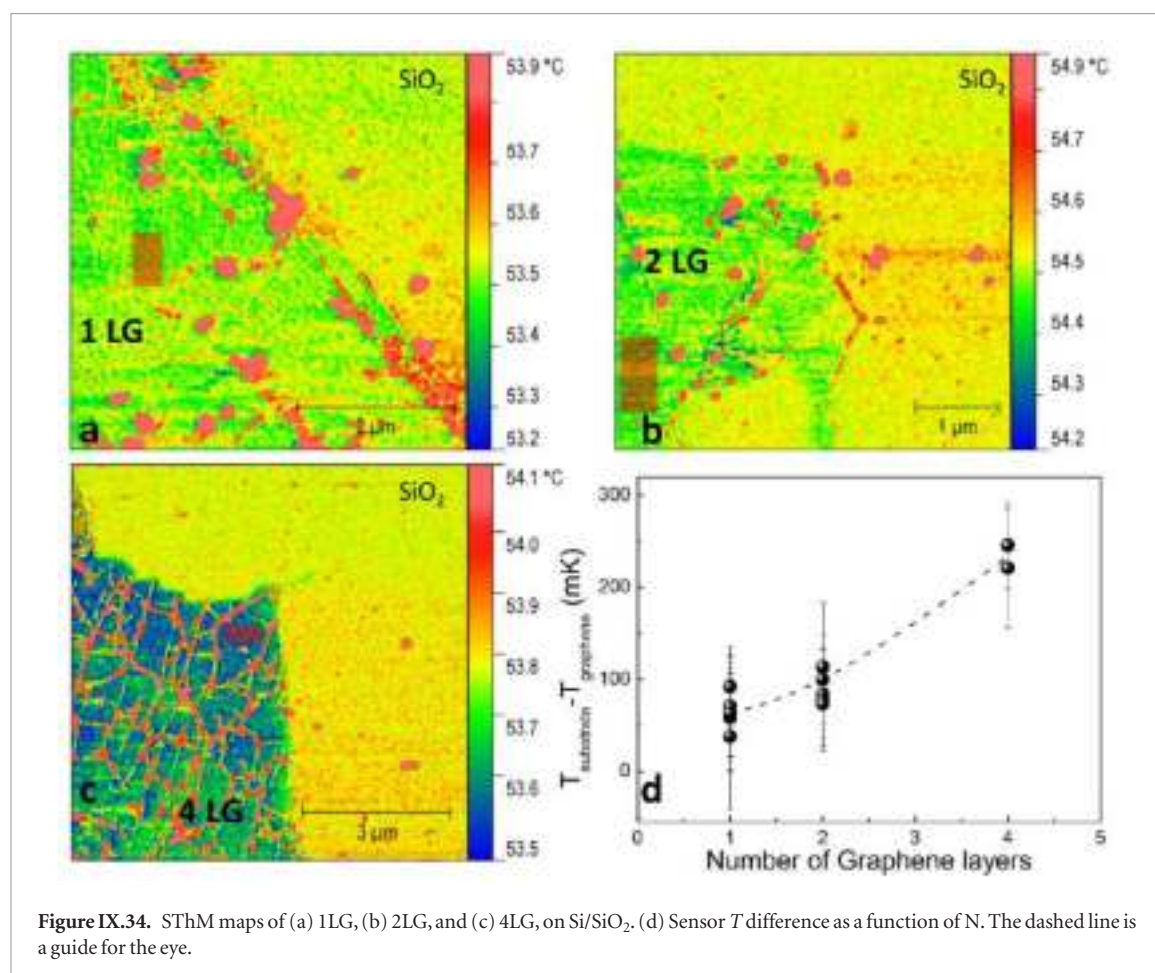 SiO₂
53.9 °C
53.7
53.6
53.5
53.4
53.3
53.2
1 LG
a
SiO₂
54.9 °C
54.7
54.6
54.5
54.4
54.3
54.2
2 LG
1 µm
b
SiO₂
54.1 °C
54.0
53.9
53.8
53.7
53.6
53.5
4 LG
3 µm
c
T substrate - T graphene (mK)
300
200
100
0
d
0 1 2 3 4 5
Number of Graphene layers
Figure IX.34. SThM maps of (a) 1LG, (b) 2LG, and (c) 4LG, on Si/SiO₂. (d) Sensor T difference as a function of N. The dashed line is
a guide for the eye.